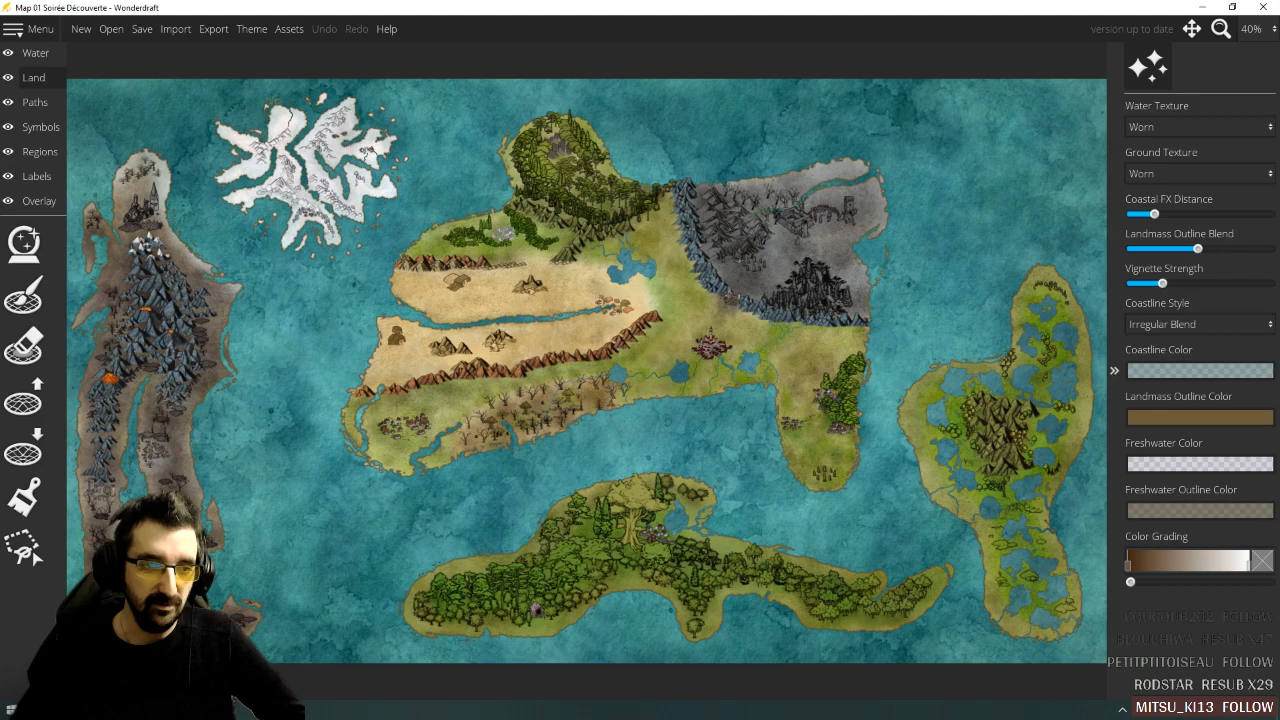 Map 01 Soirée Découverte - Wonderdraft
Menu New Open Save Import Export Theme Assets Undo Redo Help version up to date 40%
Water
Land
Paths
Symbols
Regions
Labels
Overlay
Water Texture
Worn
Ground Texture
Worn
Coastal FX Distance
Landmass Outline Blend
Vignette Strength
Coastline Style
Irregular Blend
Coastline Color
Landmass Outline Color
Freshwater Color
Freshwater Outline Color
Color Grading
FOLLOW
RESUB X47
PETITPTITOISEAU FOLLOW
RODSTAR RESUB X29
MITSU_KI13 FOLLOW